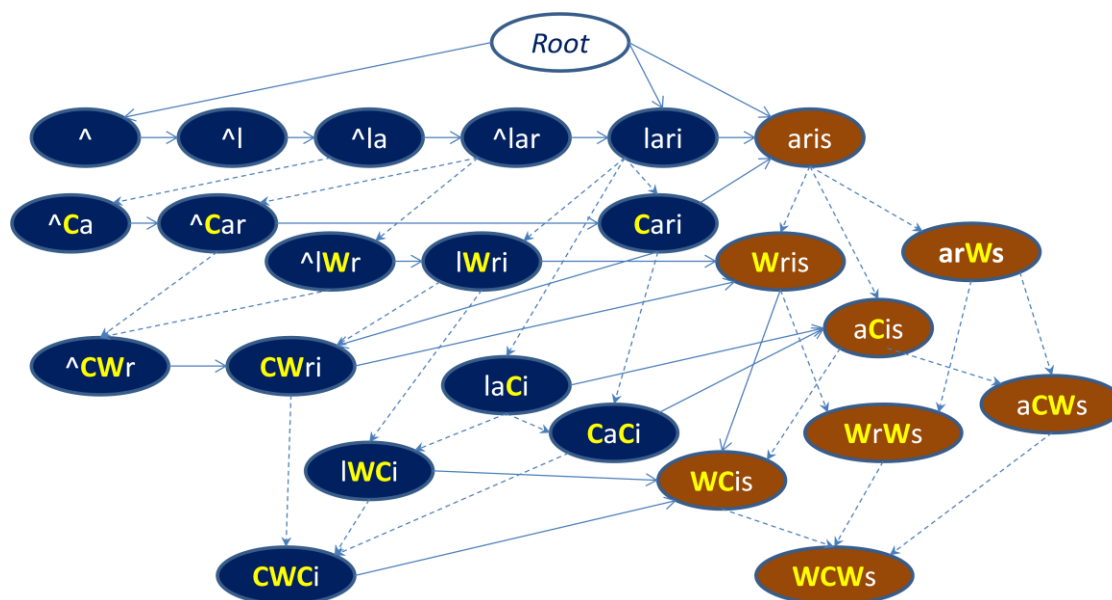 Root
^ ^l ^la ^lar lari aris
^Ca ^Car Cari
^lWr lWri Wris arWs
aCis
^CWr CWri laCi
aCWs
CaCi WrWs
lWCi WCis
CWCi WCWs